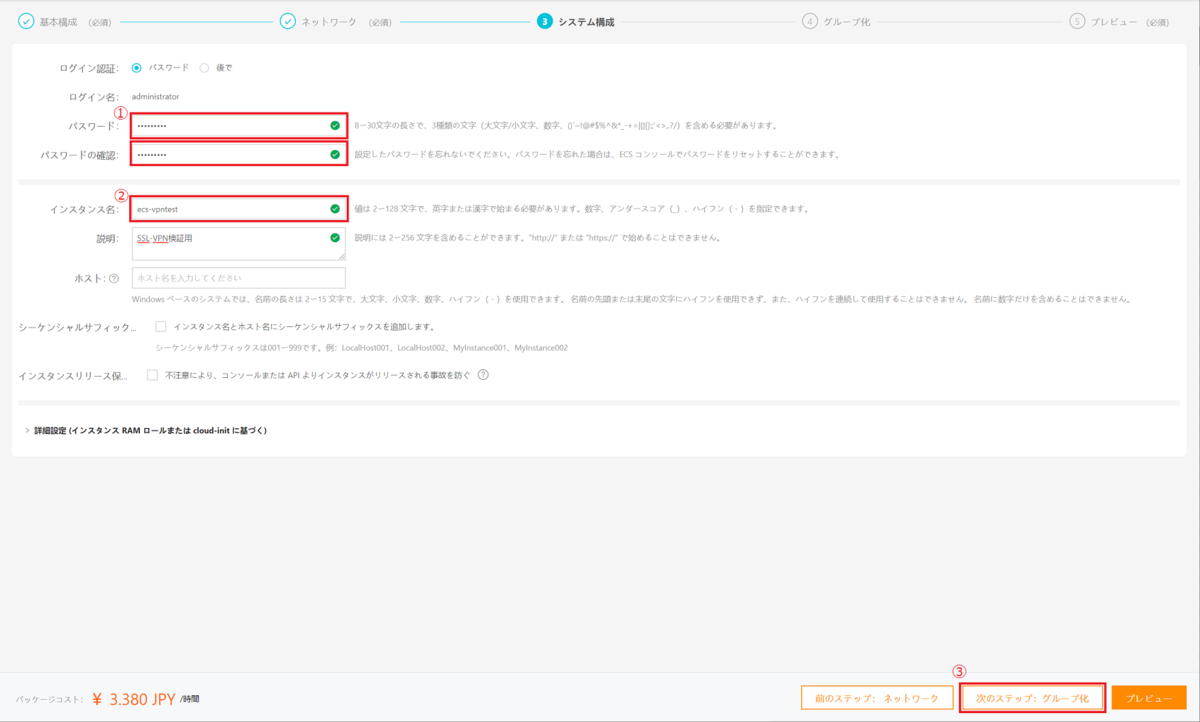 基本構成 (必須) ネットワーク (必須) 3 システム構成 4 グループ化 5 プレビュー (必須)
ログイン認証: パスワード 後で
ログイン名: administrator
①
パスワード: ••••••••• 8ー30文字の長さで、3種類の文字（大文字/小文字、数字、()`~!@#$%^&*_-+=|{}[]:;'<>,.?/）を含める必要があります。
パスワードの確認: ••••••••• 設定したパスワードを忘れないでください。パスワードを忘れた場合は、ECS コンソールでパスワードをリセットすることができます。
②
インスタンス名: ecs-vpntest 値は 2ー128 文字で、英字または漢字で始まる必要があります。数字、アンダースコア（_）、ハイフン（-）を指定できます。
説明: SSL-VPN検証用 説明には 2ー256 文字を含めることができます。"http://" または "https://" で始めることはできません。
ホスト: ? ホスト名を入力してください
Windows ベースのシステムでは、名前の長さは 2ー15 文字で、大文字、小文字、数字、ハイフン（-）を使用できます。 名前の先頭または末尾の文字にハイフンを使用できず、また、ハイフンを連続して使用することはできません。 名前に数字だけを含めることはできません。
シーケンシャルサフィック... インスタンス名とホスト名にシーケンシャルサフィックスを追加します。
シーケンシャルサフィックスは001ー999です。例：LocalHost001、LocalHost002、MyInstance001、MyInstance002
インスタンスリリース保... 不注意により、コンソールまたは API よりインスタンスがリリースされる事故を防ぐ ?
> 詳細設定 (インスタンス RAM ロールまたは cloud-init に基づく)
③
パッケージコスト: ¥ 3.380 JPY /時間 前のステップ: ネットワーク 次のステップ: グループ化 プレビュー